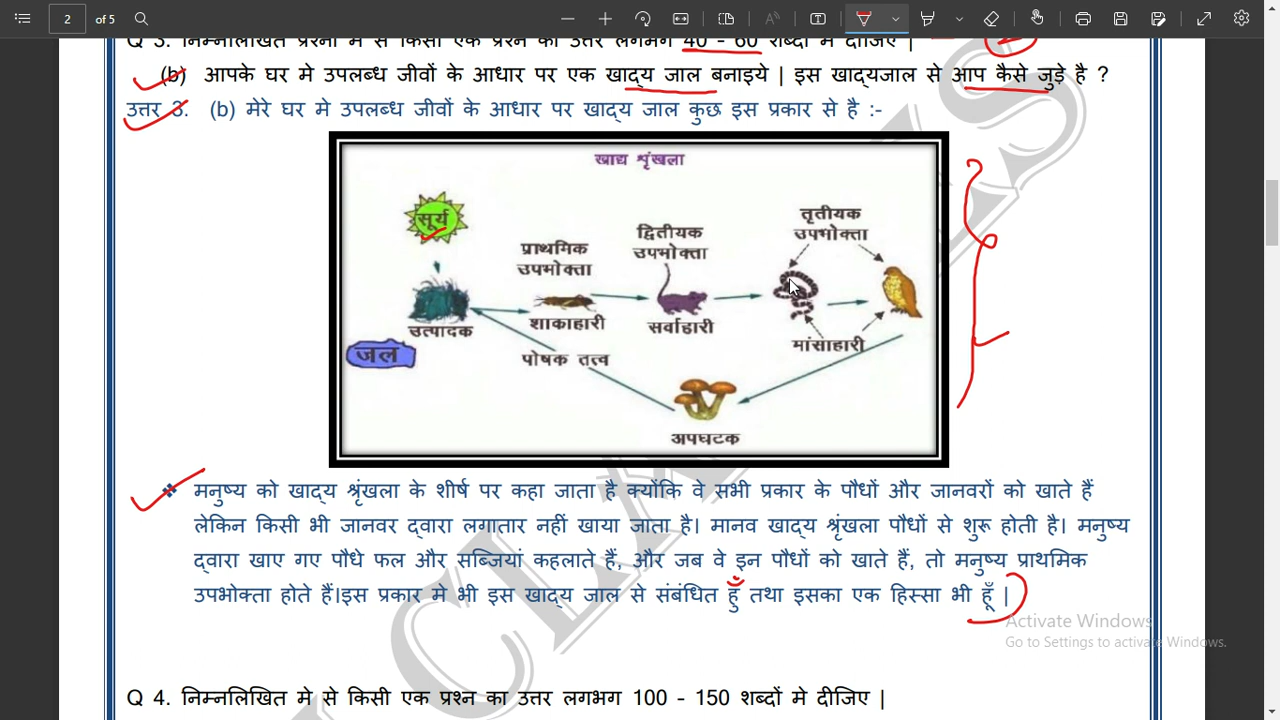 2 of 5
Q 3. निम्नलिखित प्रश्नो मे से किसी एक प्रश्न का उत्तर लगभग 40 - 60 शब्दों मे दीजिए |
(b) आपके घर मे उपलब्ध जीवों के आधार पर एक खाद्य जाल बनाइये | इस खाद्यजाल से आप कैसे जुड़े है ?
उत्तर 3. (b) मेरे घर मे उपलब्ध जीवों के आधार पर खाद्य जाल कुछ इस प्रकार से है :-
खाद्य शृंखला
सूर्य
प्राथमिक
उपभोक्ता
द्वितीयक
उपभोक्ता
तृतीयक
उपभोक्ता
उत्पादक
शाकाहारी
सर्वाहारी
मांसाहारी
जल
पोषक तत्व
अपघटक
❖ मनुष्य को खाद्य श्रृंखला के शीर्ष पर कहा जाता है क्योंकि वे सभी प्रकार के पौधों और जानवरों को खाते हैं
लेकिन किसी भी जानवर द्वारा लगातार नहीं खाया जाता है। मानव खाद्य श्रृंखला पौधों से शुरू होती है। मनुष्य
द्वारा खाए गए पौधे फल और सब्जियां कहलाते हैं, और जब वे इन पौधों को खाते हैं, तो मनुष्य प्राथमिक
उपभोक्ता होते हैं।इस प्रकार मे भी इस खाद्य जाल से संबंधित हुँ तथा इसका एक हिस्सा भी हूँ |
Activate Windows
Go to Settings to activate Windows.
Q 4. निम्नलिखित मे से किसी एक प्रश्न का उत्तर लगभग 100 - 150 शब्दों मे दीजिए |